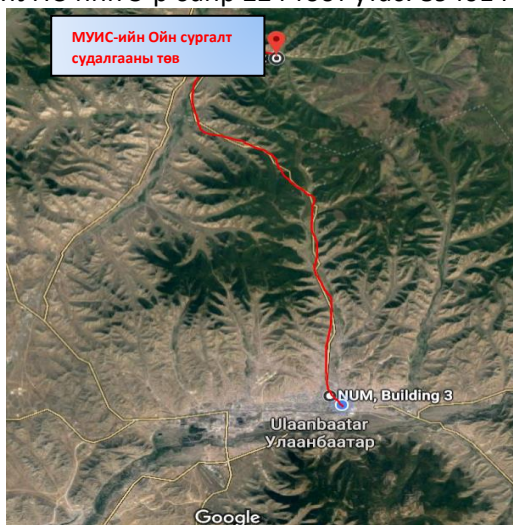 МУИС-ийн Ойн сургалт
судалгааны төв
NUM, Building 3
Ulaanbaatar
Улаанбаатар
Google